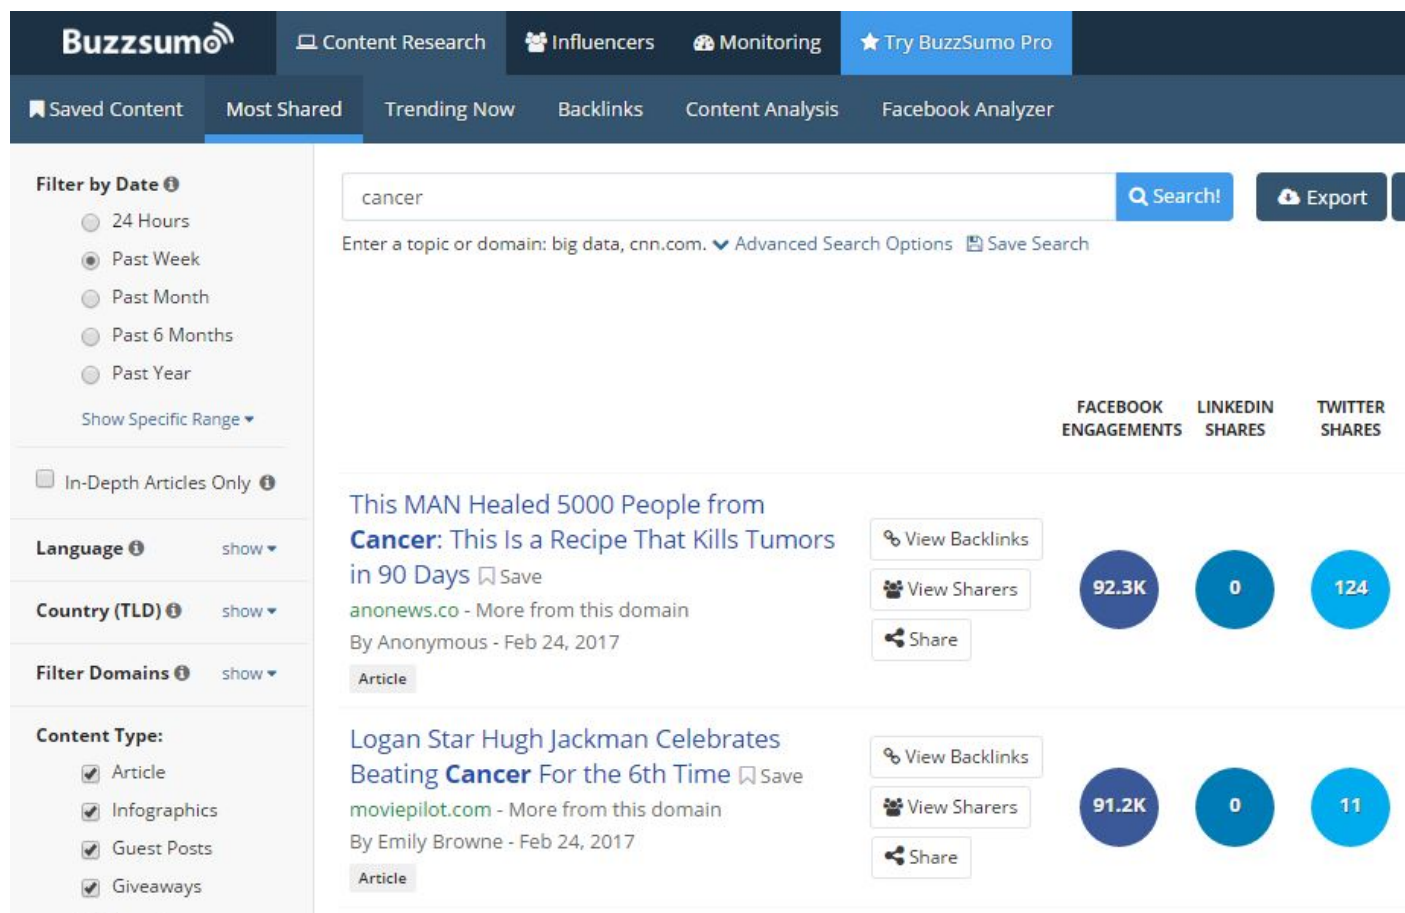 Buzzsumo
Content Research
Influencers
Monitoring
Try BuzzSumo Pro
Saved Content
Most Shared
Trending Now
Backlinks
Content Analysis
Facebook Analyzer
Filter by Date
24 Hours
Past Week
Past Month
Past 6 Months
Past Year
Show Specific Range
In-Depth Articles Only
Language show
Country (TLD) show
Filter Domains show
Content Type:
Article
Infographics
Guest Posts
Giveaways
cancer
Search!
Export
Enter a topic or domain: big data, cnn.com. Advanced Search Options Save Search
FACEBOOK
ENGAGEMENTS
LINKEDIN
SHARES
TWITTER
SHARES
This MAN Healed 5000 People from
Cancer: This Is a Recipe That Kills Tumors
in 90 Days Save
anonews.co - More from this domain
By Anonymous - Feb 24, 2017
Article
View Backlinks
View Sharers
Share
92.3K
0
124
Logan Star Hugh Jackman Celebrates
Beating Cancer For the 6th Time Save
moviepilot.com - More from this domain
By Emily Browne - Feb 24, 2017
Article
View Backlinks
View Sharers
Share
91.2K
0
11